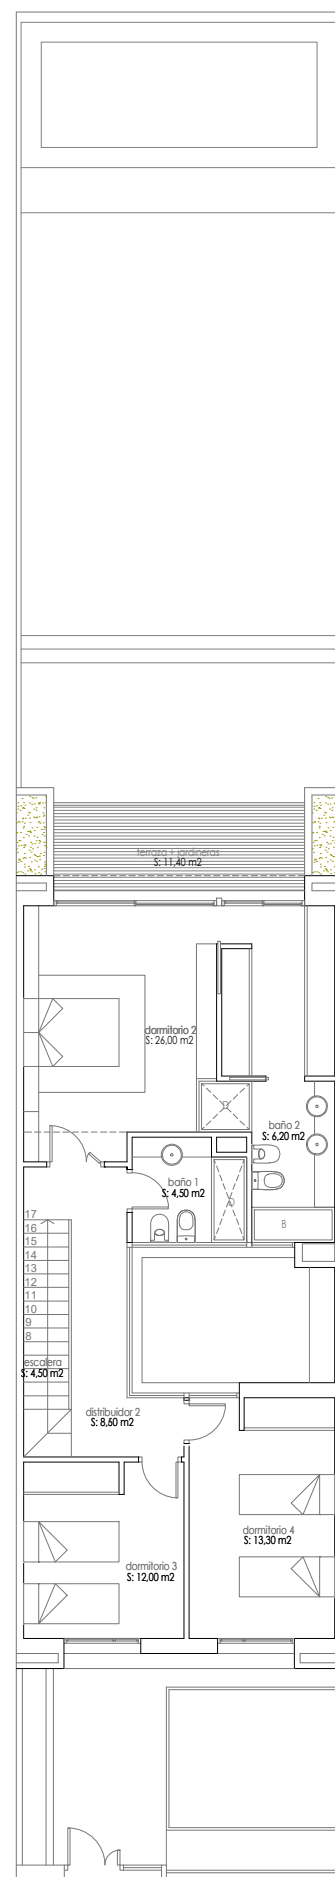 terraza + jardineras
S: 11,40 m2
dormitorio 2
S: 26,00 m2
D
baño 2
S: 6,20 m2
baño 1
S: 4,50 m2
D
B
17
16
15
14
13
12
11
10
9
8
escalera
S: 4,50 m2
distribuidor 2
S: 8,60 m2
dormitorio 4
S: 13,30 m2
dormitorio 3
S: 12,00 m2